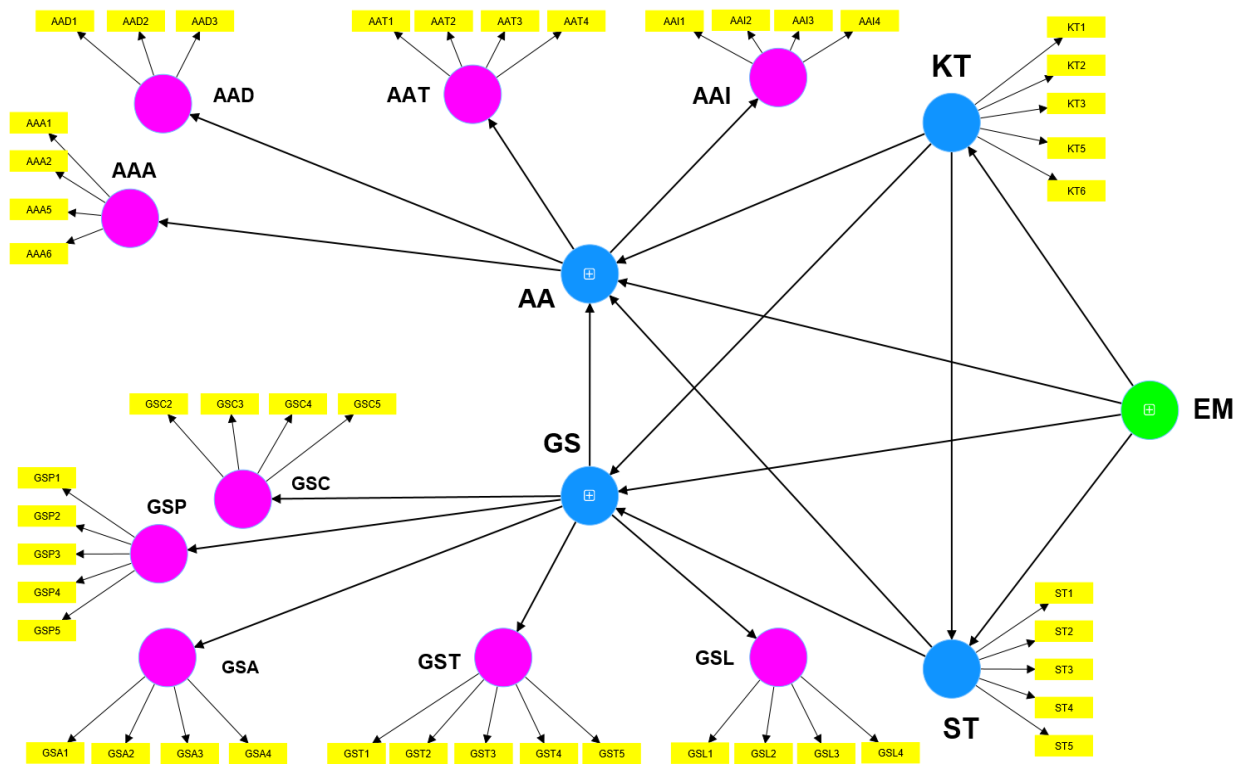 AAD1 AAD2 AAD3 AAT1 AAT2 AAT3 AAT4 AAI1 AAI2 AAI3 AAI4
KT1
KT
KT2
AAD AAT AAI
KT3
AAA1
KT5
AAA2 AAA
KT6
AAA5
AAA6
AA
GSC2 GSC3 GSC4 GSC5 EM
GS
GSP1 GSC
GSP
GSP2
GSP3
GSP4 ST1
GSP5 ST2
GSA GST GSL ST3
ST4
ST
ST5
GSA1 GSA2 GSA3 GSA4 GST1 GST2 GST3 GST4 GST5 GSL1 GSL2 GSL3 GSL4